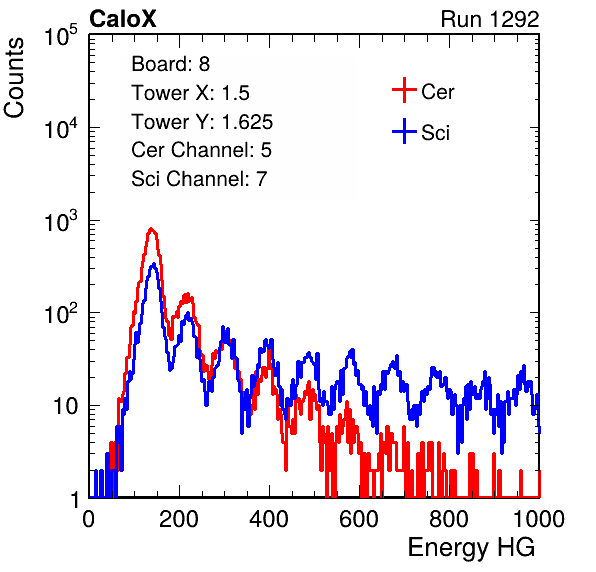 CaloX Run 1292
Counts
Board: 8
Tower X: 1.5
Tower Y: 1.625
Cer Channel: 5
Sci Channel: 7
Cer
Sci
10^5
10^4
10^3
10^2
10
1
0 200 400 600 800 1000
Energy HG